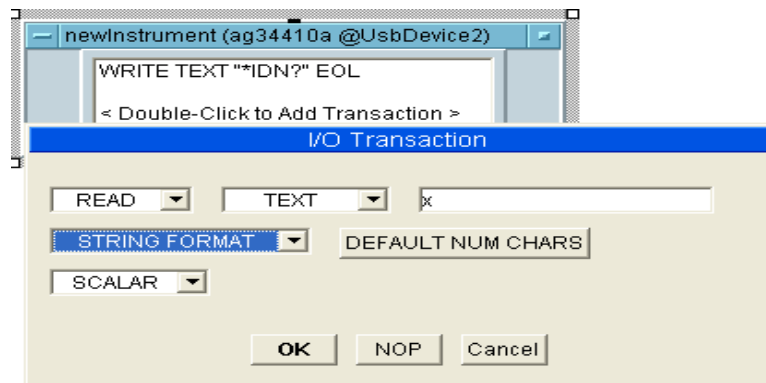 newInstrument (ag34410a @UsbDevice2)
WRITE TEXT "*IDN?" EOL
< Double-Click to Add Transaction >
I/O Transaction
READ TEXT x
STRING FORMAT DEFAULT NUM CHARS
SCALAR
OK NOP Cancel